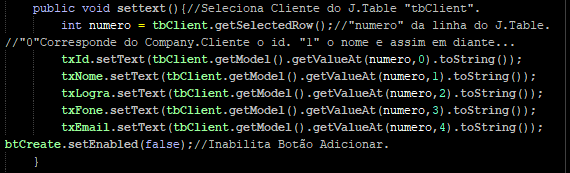 public void settext(){//Seleciona Cliente do J.Table "tbClient".
int numero = tbClient.getSelectedRow();//"numero" da linha do J.Table.
//"0"Corresponde do Company.Cliente o id. "1" o nome e assim em diante...
txId.setText(tbClient.getModel().getValueAt(numero,0).toString());
txNome.setText(tbClient.getModel().getValueAt(numero,1).toString());
txLogra.setText(tbClient.getModel().getValueAt(numero,2).toString());
txFone.setText(tbClient.getModel().getValueAt(numero,3).toString());
txEmail.setText(tbClient.getModel().getValueAt(numero,4).toString());
btCreate.setEnabled(false);//Inabilita Botão Adicionar.
}